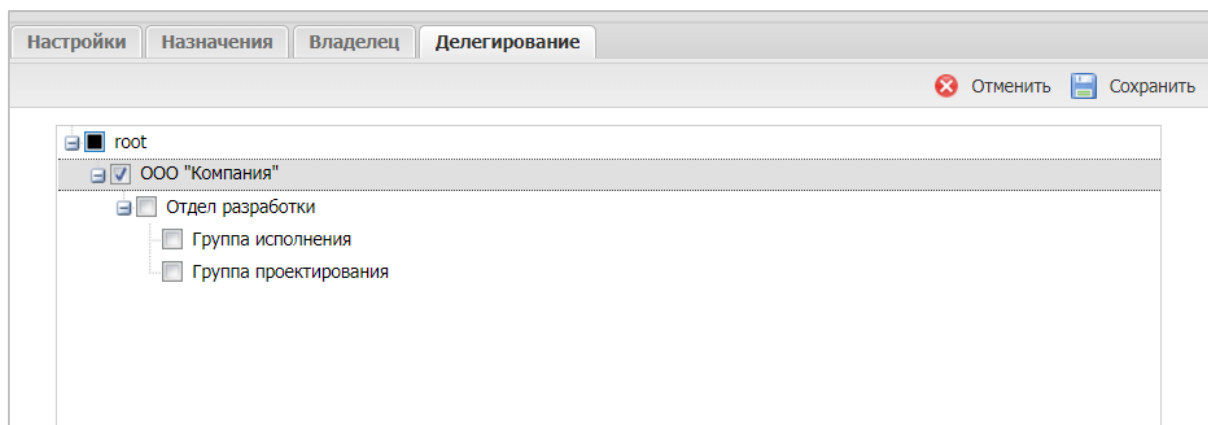 Настройки Назначения Владелец Делегирование
Отменить Сохранить
root
ООО "Компания"
Отдел разработки
Группа исполнения
Группа проектирования